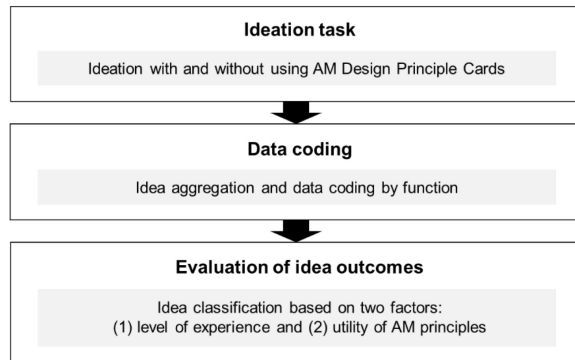 Ideation task
Ideation with and without using AM Design Principle Cards
Data coding
Idea aggregation and data coding by function
Evaluation of idea outcomes
Idea classification based on two factors:
(1) level of experience and (2) utility of AM principles